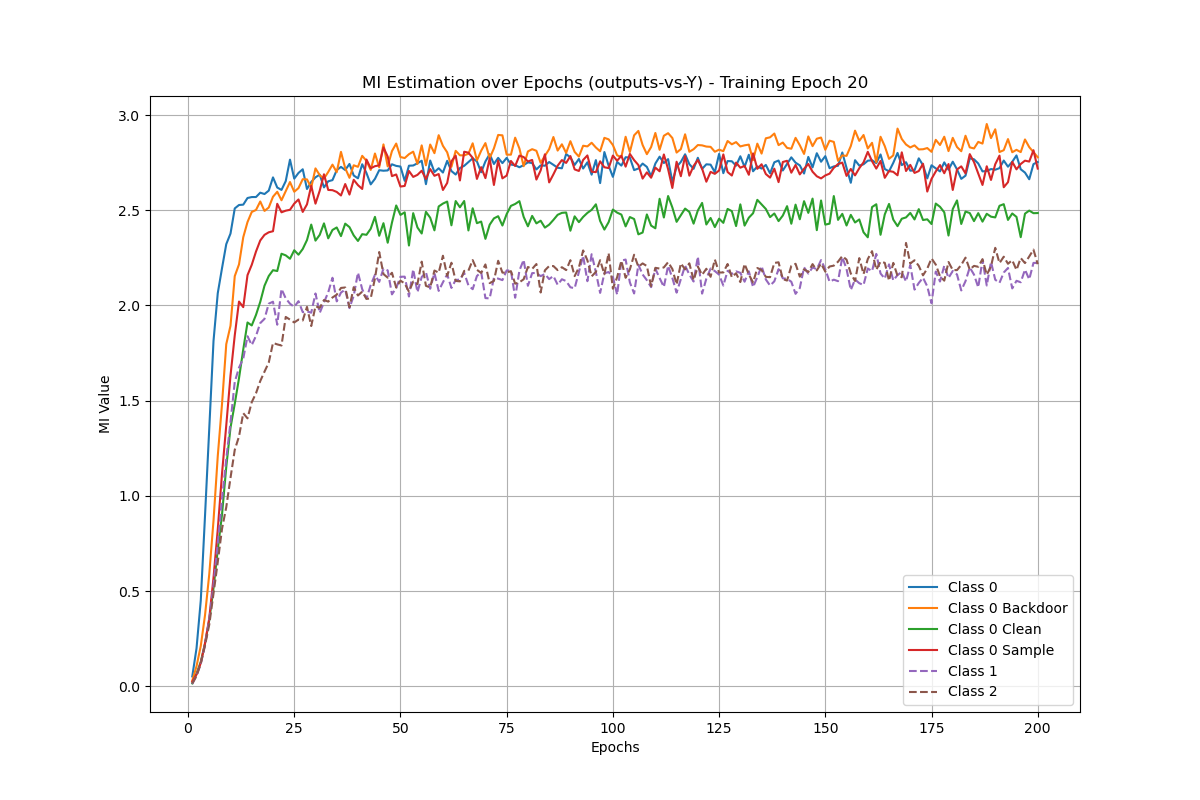 MI Estimation over Epochs (outputs-vs-Y) - Training Epoch 20
MI Value
3.0
2.5
2.0
1.5
1.0
0.5
0.0
0 25 50 75 100 125 150 175 200
Epochs
Class 0
Class 0 Backdoor
Class 0 Clean
Class 0 Sample
Class 1
Class 2